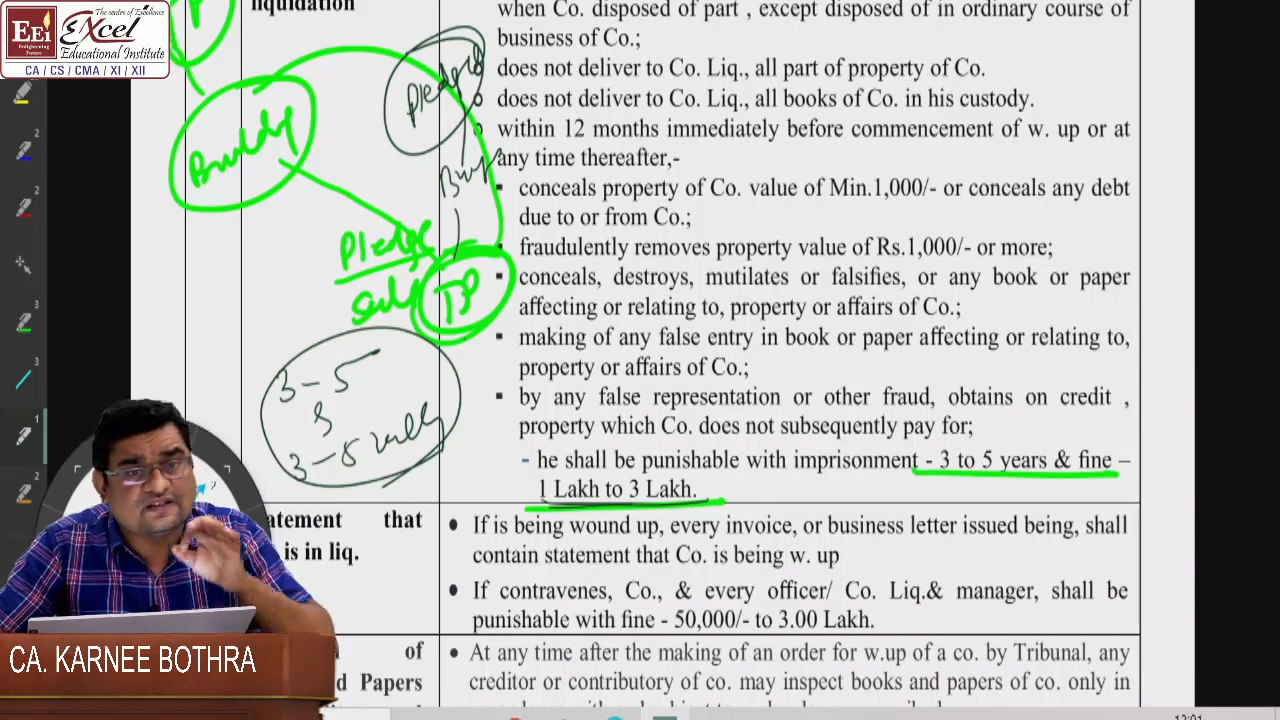 The centre of Excellence
EEi EXcel
Enlightening Future
Educational Institute
CA / CS / CMA / XI / XII
liquidation
when Co. disposed of part , except disposed of in ordinary course of
business of Co.;
does not deliver to Co. Liq., all part of property of Co.
does not deliver to Co. Liq., all books of Co. in his custody.
within 12 months immediately before commencement of w. up or at
any time thereafter,-
conceals property of Co. value of Min.1,000/- or conceals any debt
due to or from Co.;
fraudulently removes property value of Rs.1,000/- or more;
conceals, destroys, mutilates or falsifies, or any book or paper
affecting or relating to, property or affairs of Co.;
making of any false entry in book or paper affecting or relating to,
property or affairs of Co.;
by any false representation or other fraud, obtains on credit ,
property which Co. does not subsequently pay for;
- he shall be punishable with imprisonment - 3 to 5 years & fine –
1 Lakh to 3 Lakh.
Pledge
TP
3 – 5
atement that
is in liq.
If is being wound up, every invoice, or business letter issued being, shall
contain statement that Co. is being w. up
If contravenes, Co., & every officer/ Co. Liq.& manager, shall be
punishable with fine - 50,000/- to 3.00 Lakh.
of
d Papers
At any time after the making of an order for w.up of a co. by Tribunal, any
creditor or contributory of co. may inspect books and papers of co. only in
CA. KARNEE BOTHRA